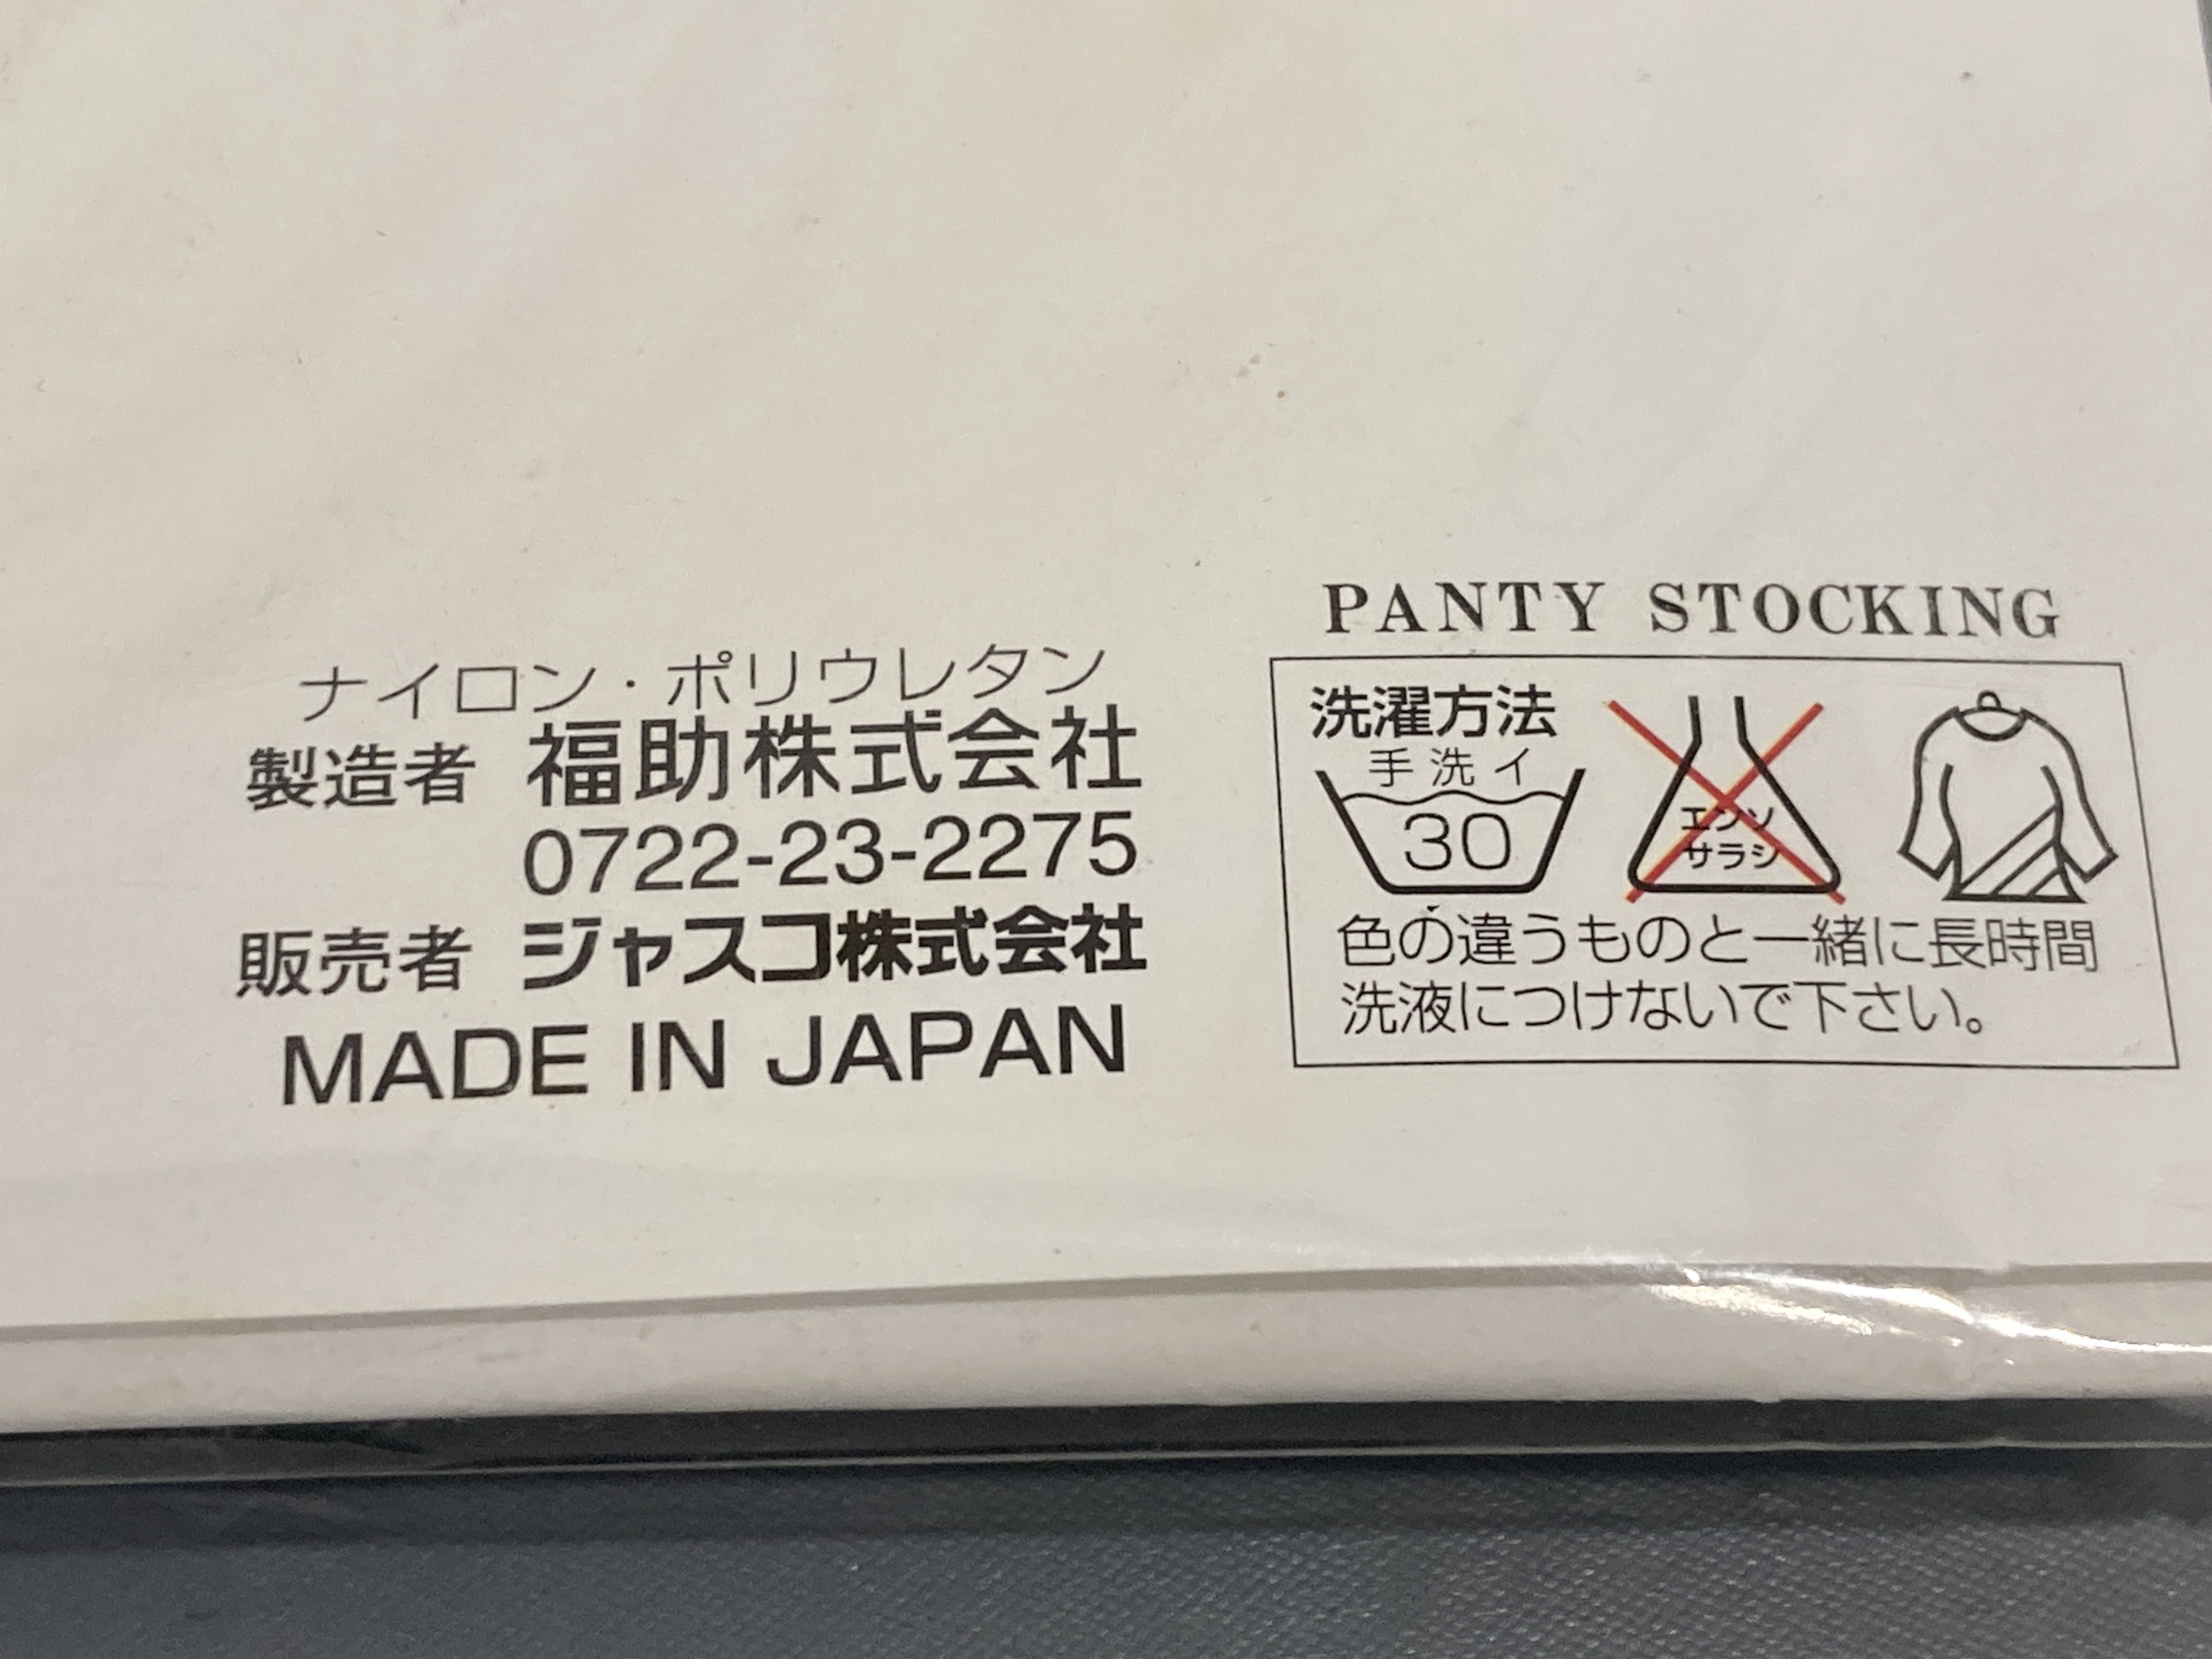 ナイロン・ポリウレタン
製造者 福助株式会社
0722-23-2275
販売者 ジャスコ株式会社
MADE IN JAPAN
PANTY STOCKING
洗濯方法
手洗イ
30
エンソ
サラシ
色の違うものと一緒に長時間
洗液につけないで下さい。